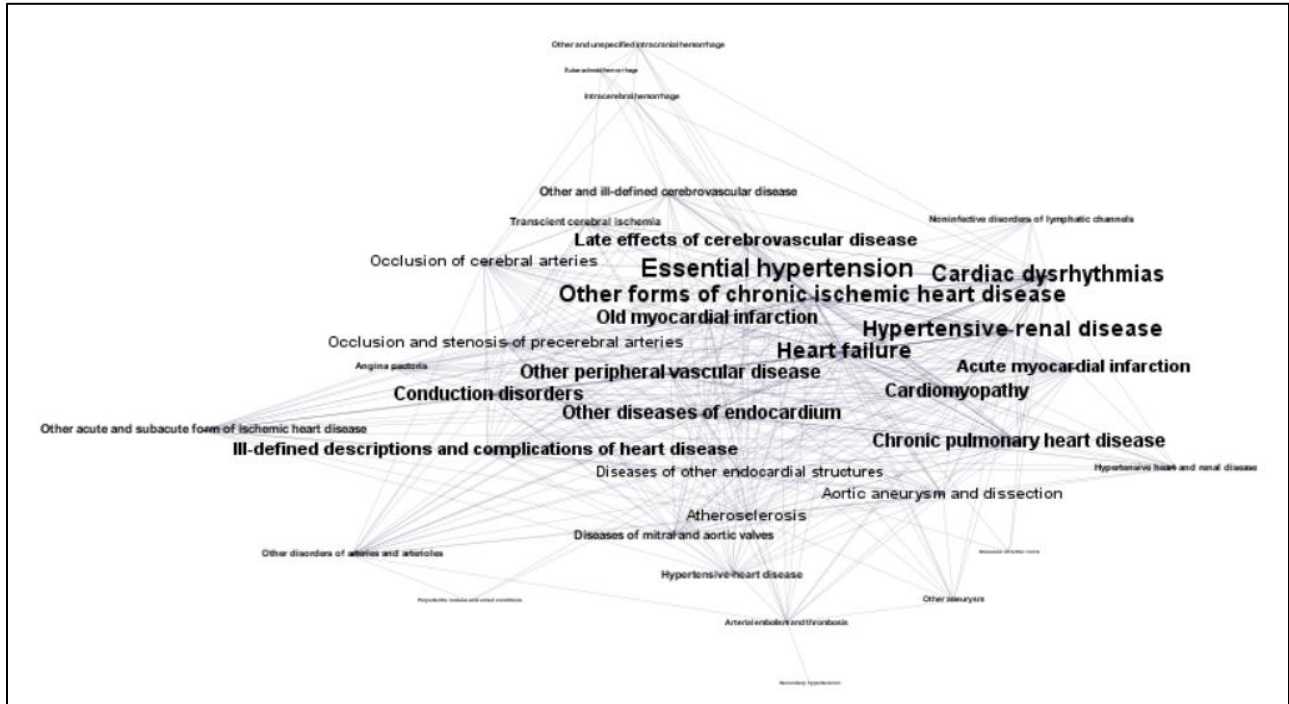 Other and unspecified intracranial hemorrhage
Intracerebral hemorrhage
Other and ill-defined cerebrovascular disease
Noninfective disorders of lymphatic channels
Transcient cerebral ischemia
Late effects of cerebrovascular disease
Occlusion of cerebral arteries
Essential hypertension
Cardiac dysrhythmias
Other forms of chronic ischemic heart disease
Old myocardial infarction
Hypertensive renal disease
Occlusion and stenosis of precerebral arteries
Heart failure
Angina pectoris
Acute myocardial infarction
Other peripheral vascular disease
Conduction disorders
Cardiomyopathy
Other diseases of endocardium
Other acute and subacute form of ischemic heart disease
Chronic pulmonary heart disease
Ill-defined descriptions and complications of heart disease
Hypertensive heart and renal disease
Diseases of other endocardial structures
Aortic aneurysm and dissection
Atherosclerosis
Diseases of mitral and aortic valves
Other disorders of arteries and arterioles
Hypertensive heart disease
Other aneurysm
Arterial embolism and thrombosis